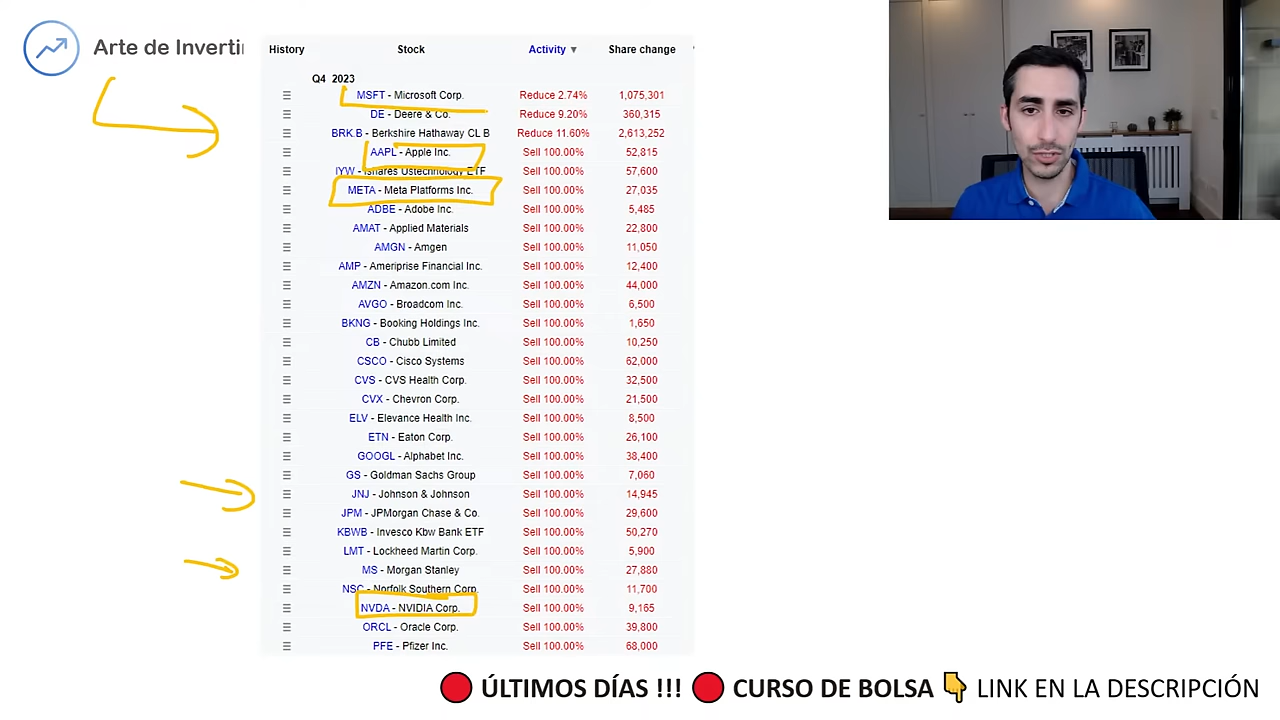 Arte de Invertir
History Stock Activity ▼ Share change
Q4 2023
☰ MSFT - Microsoft Corp. Reduce 2.74% 1,075,301
☰ DE - Deere & Co. Reduce 9.20% 360,315
☰ BRK.B - Berkshire Hathaway CL B Reduce 11.60% 2,613,252
☰ AAPL - Apple Inc. Sell 100.00% 52,815
☰ IYW - Ishares Ustechnology ETF Sell 100.00% 57,600
☰ META - Meta Platforms Inc. Sell 100.00% 27,035
☰ ADBE - Adobe Inc. Sell 100.00% 5,485
☰ AMAT - Applied Materials Sell 100.00% 22,800
☰ AMGN - Amgen Sell 100.00% 11,050
☰ AMP - Ameriprise Financial Inc. Sell 100.00% 12,400
☰ AMZN - Amazon.com Inc. Sell 100.00% 44,000
☰ AVGO - Broadcom Inc. Sell 100.00% 6,500
☰ BKNG - Booking Holdings Inc. Sell 100.00% 1,650
☰ CB - Chubb Limited Sell 100.00% 10,250
☰ CSCO - Cisco Systems Sell 100.00% 62,000
☰ CVS - CVS Health Corp. Sell 100.00% 32,500
☰ CVX - Chevron Corp. Sell 100.00% 21,500
☰ ELV - Elevance Health Inc. Sell 100.00% 8,500
☰ ETN - Eaton Corp. Sell 100.00% 26,100
☰ GOOGL - Alphabet Inc. Sell 100.00% 38,400
☰ GS - Goldman Sachs Group Sell 100.00% 7,060
☰ JNJ - Johnson & Johnson Sell 100.00% 14,945
☰ JPM - JPMorgan Chase & Co. Sell 100.00% 29,600
☰ KBWB - Invesco Kbw Bank ETF Sell 100.00% 50,270
☰ LMT - Lockheed Martin Corp. Sell 100.00% 5,900
☰ MS - Morgan Stanley Sell 100.00% 27,880
☰ NSC - Norfolk Southern Corp. Sell 100.00% 11,700
☰ NVDA - NVIDIA Corp. Sell 100.00% 9,165
☰ ORCL - Oracle Corp. Sell 100.00% 39,800
☰ PFE - Pfizer Inc. Sell 100.00% 68,000
🔴 ÚLTIMOS DÍAS !!! 🔴 CURSO DE BOLSA 👇 LINK EN LA DESCRIPCIÓN